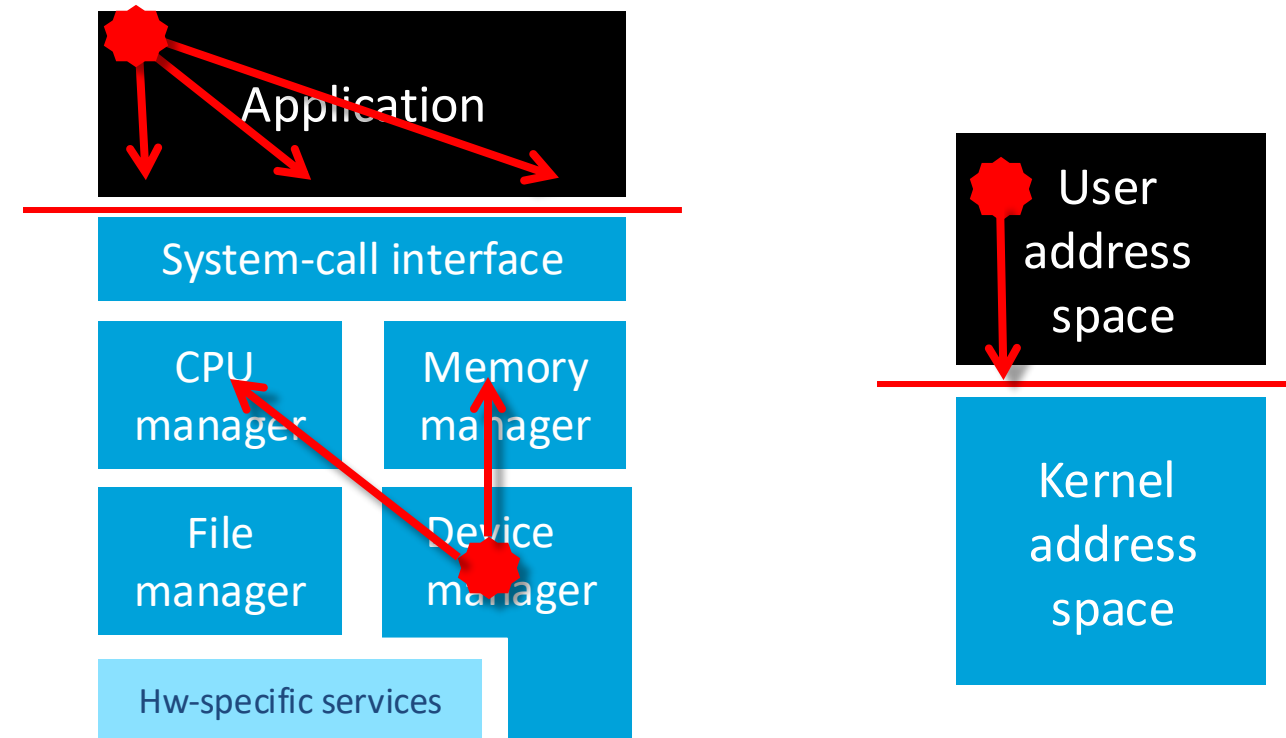 Application
System-call interface
CPU
manager
Memory
manager
File
manager
Device
manager
Hw-specific services
User
address
space
Kernel
address
space